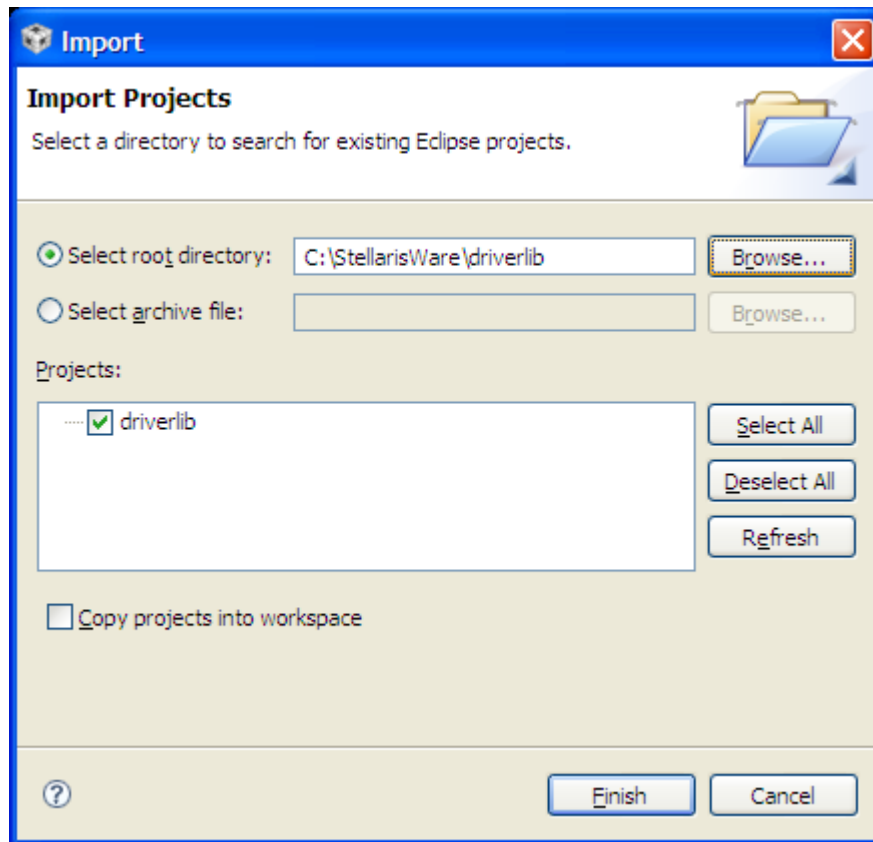 Import
Import Projects
Select a directory to search for existing Eclipse projects.
Select root directory: C:\StellarisWare\driverlib Browse...
Select archive file: Browse...
Projects:
driverlib
Select All
Deselect All
Refresh
Copy projects into workspace
? Finish Cancel